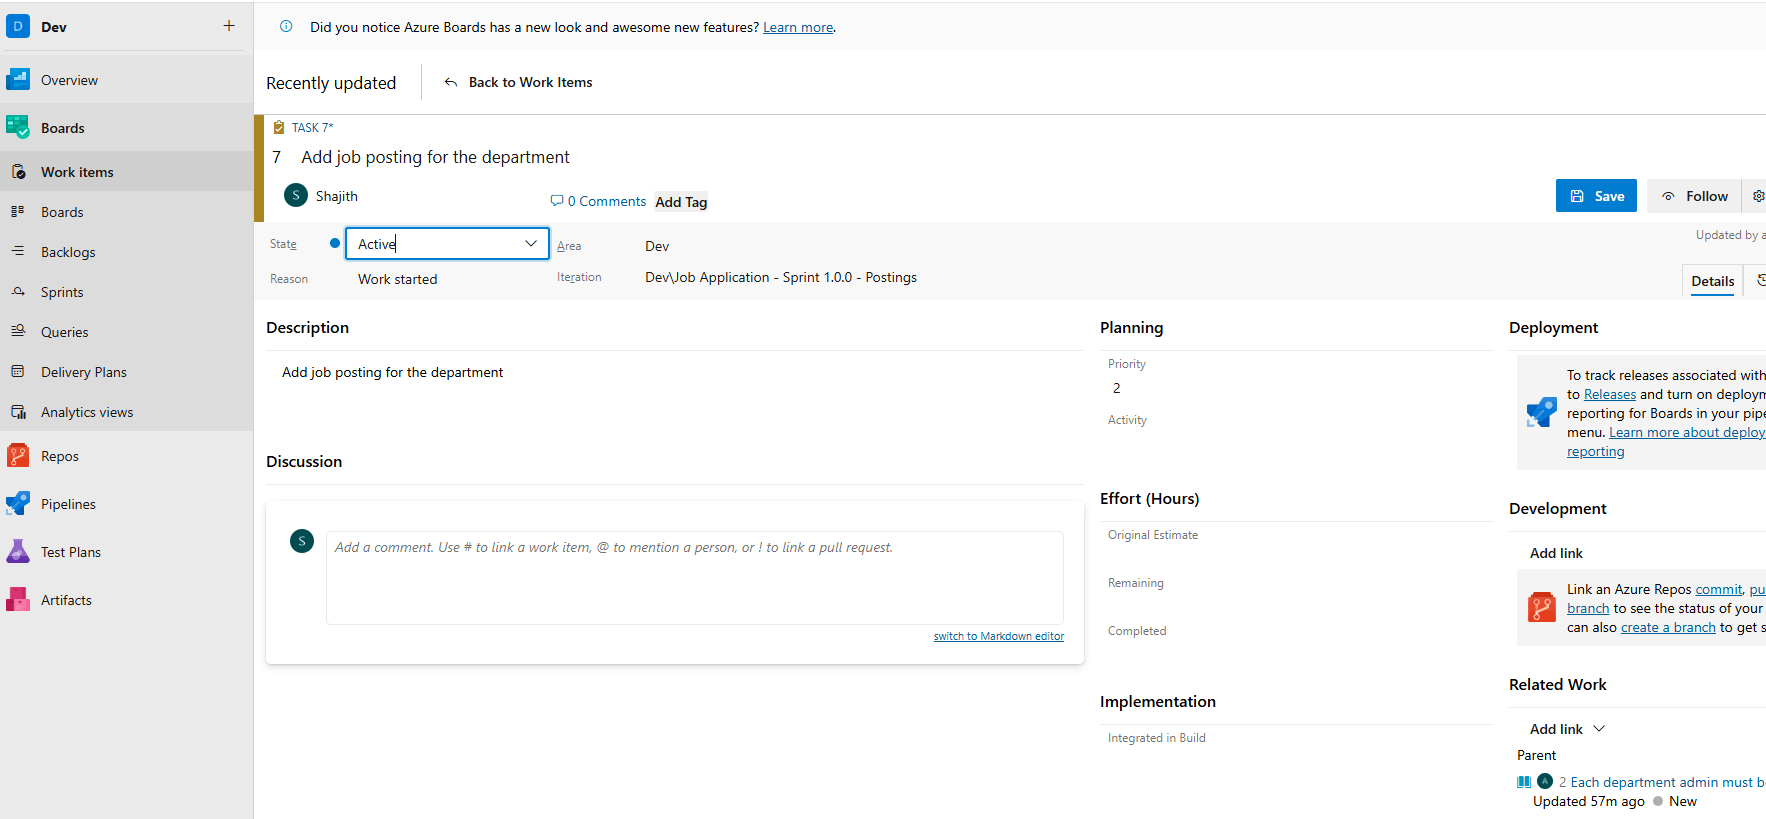 D Dev +
Did you notice Azure Boards has a new look and awesome new features? Learn more.
Overview
Boards
Work items
Boards
Backlogs
Sprints
Queries
Delivery Plans
Analytics views
Repos
Pipelines
Test Plans
Artifacts
Recently updated
Back to Work Items
TASK 7*
7 Add job posting for the department
S Shajith
0 Comments
Add Tag
Save
Follow
State
Active
Area
Dev
Updated by a
Reason
Work started
Iteration
Dev\Job Application - Sprint 1.0.0 - Postings
Details
Description
Add job posting for the department
Discussion
S
Add a comment. Use # to link a work item, @ to mention a person, or ! to link a pull request.
switch to Markdown editor
Planning
Priority
2
Activity
Effort (Hours)
Original Estimate
Remaining
Completed
Implementation
Integrated in Build
Deployment
To track releases associated with
to Releases and turn on deploym
reporting for Boards in your pipe
menu. Learn more about deploy
reporting
Development
Add link
Link an Azure Repos commit, pu
branch to see the status of your
can also create a branch to get s
Related Work
Add link
Parent
A 2 Each department admin must b
Updated 57m ago New